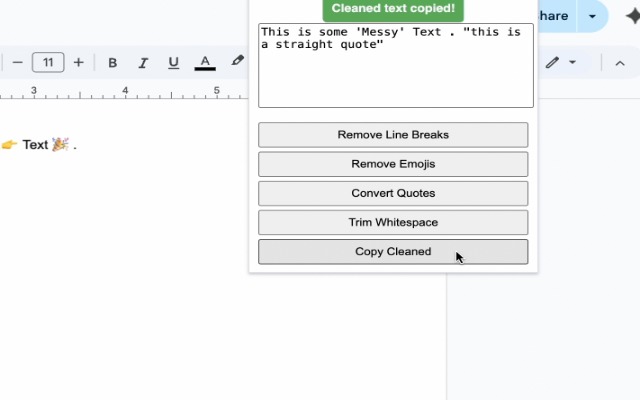 Cleaned text copied!
hare
This is some 'Messy' Text . "this is
a straight quote"
11
B I U A
3 4 5
Remove Line Breaks
👉 Text 🎉 .
Remove Emojis
Convert Quotes
Trim Whitespace
Copy Cleaned